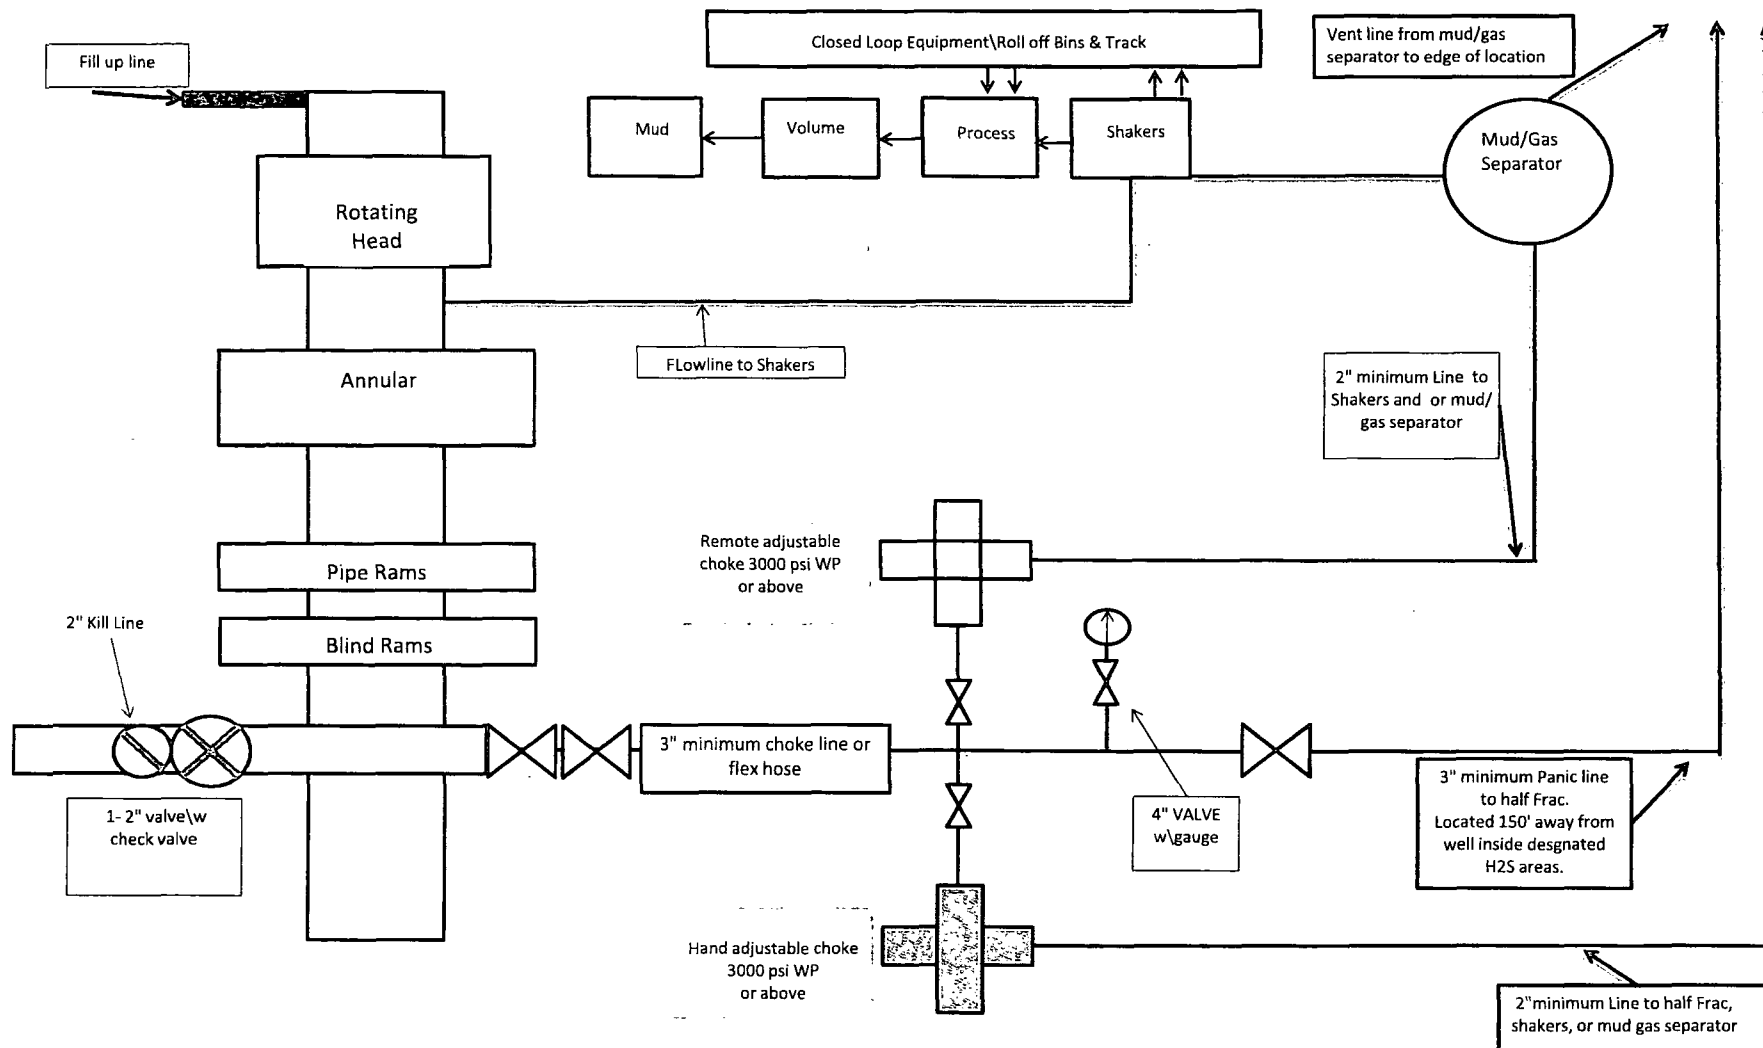 Closed Loop Equipment\Roll off Bins & Track
Vent line from mud/gas
separator to edge of location
Fill up line
Mud
Volume
Process
Shakers
Mud/Gas
Separator
Rotating
Head
FLowline to Shakers
Annular
2" minimum Line to
Shakers and or mud/
gas separator
Remote adjustable
choke 3000 psi WP
or above
Pipe Rams
2" Kill Line
Blind Rams
3" minimum choke line or
flex hose
1- 2" valve\w
check valve
4" VALVE
w\gauge
3" minimum Panic line
to half Frac.
Located 150' away from
well inside desgnated
H2S areas.
Hand adjustable choke
3000 psi WP
or above
2"minimum Line to half Frac,
shakers, or mud gas separator